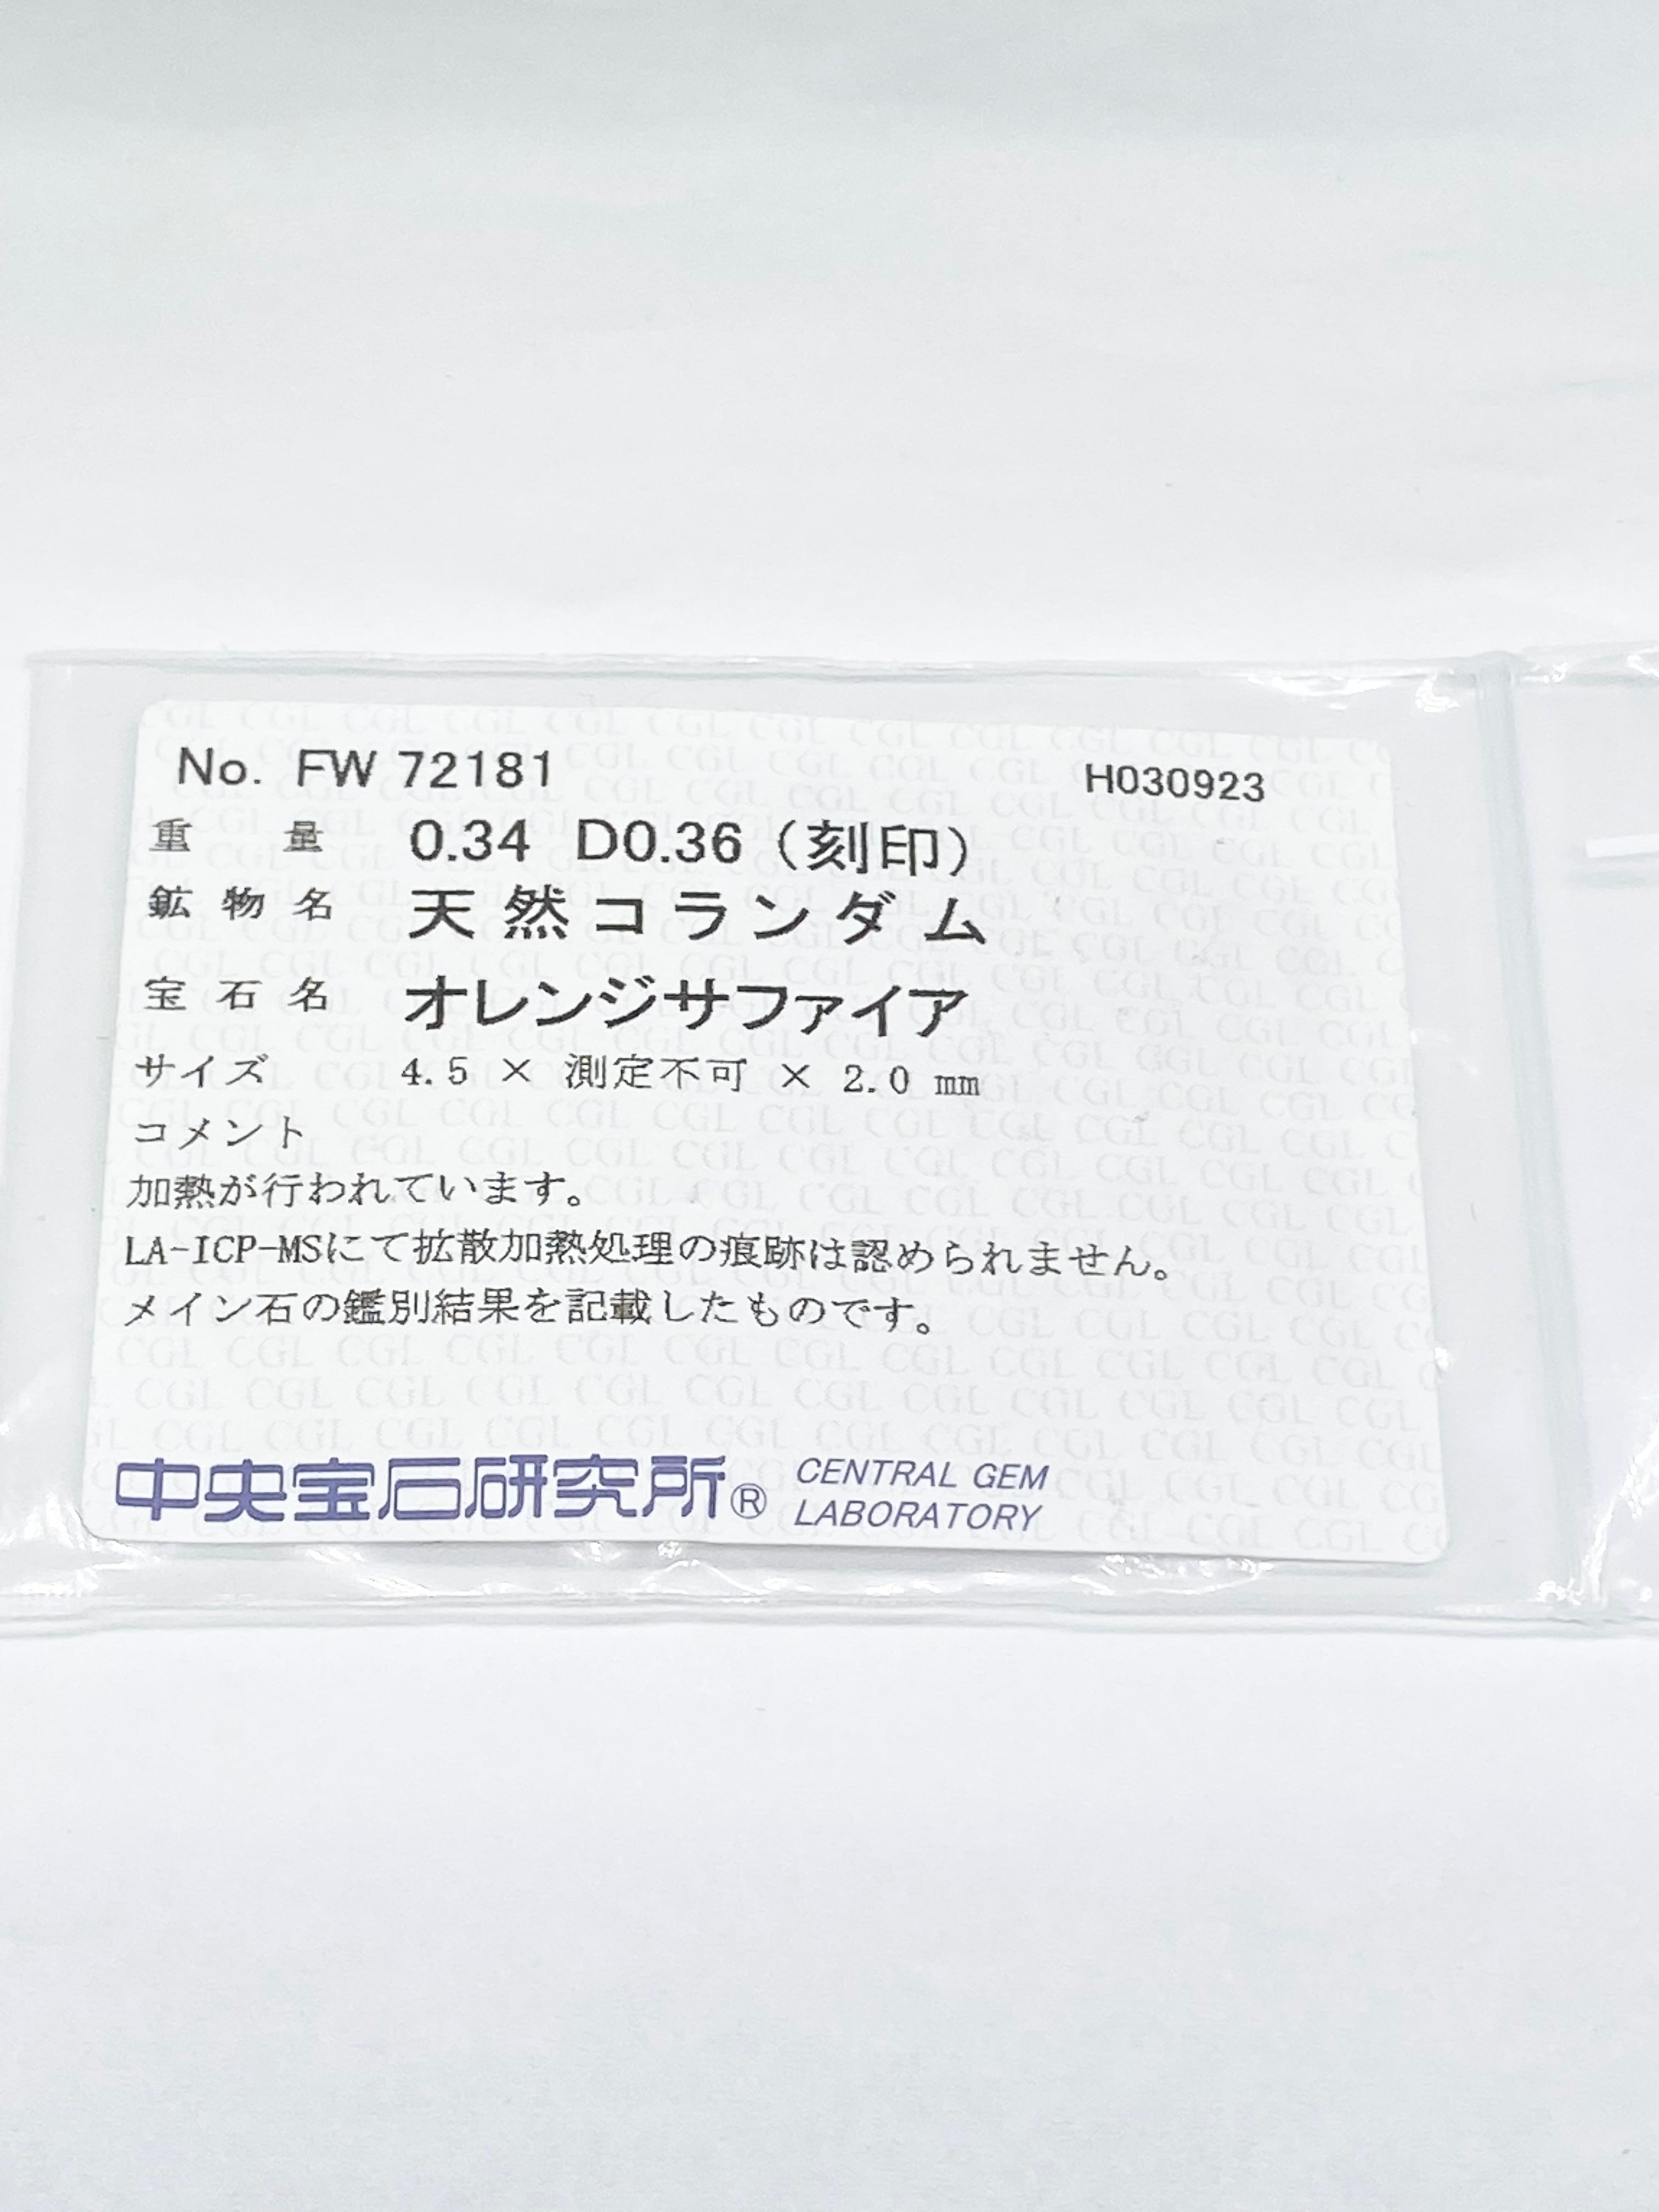 No. FW 72181 H030923
重量 0.34 D0.36（刻印）
鉱物名 天然コランダム
宝石名 オレンジサファイア
サイズ 4.5 × 測定不可 × 2.0 mm
コメント
加熱が行われています。
LA-ICP-MSにて拡散加熱処理の痕跡は認められません。
メイン石の鑑別結果を記載したものです。
中央宝石研究所® CENTRAL GEM
LABORATORY